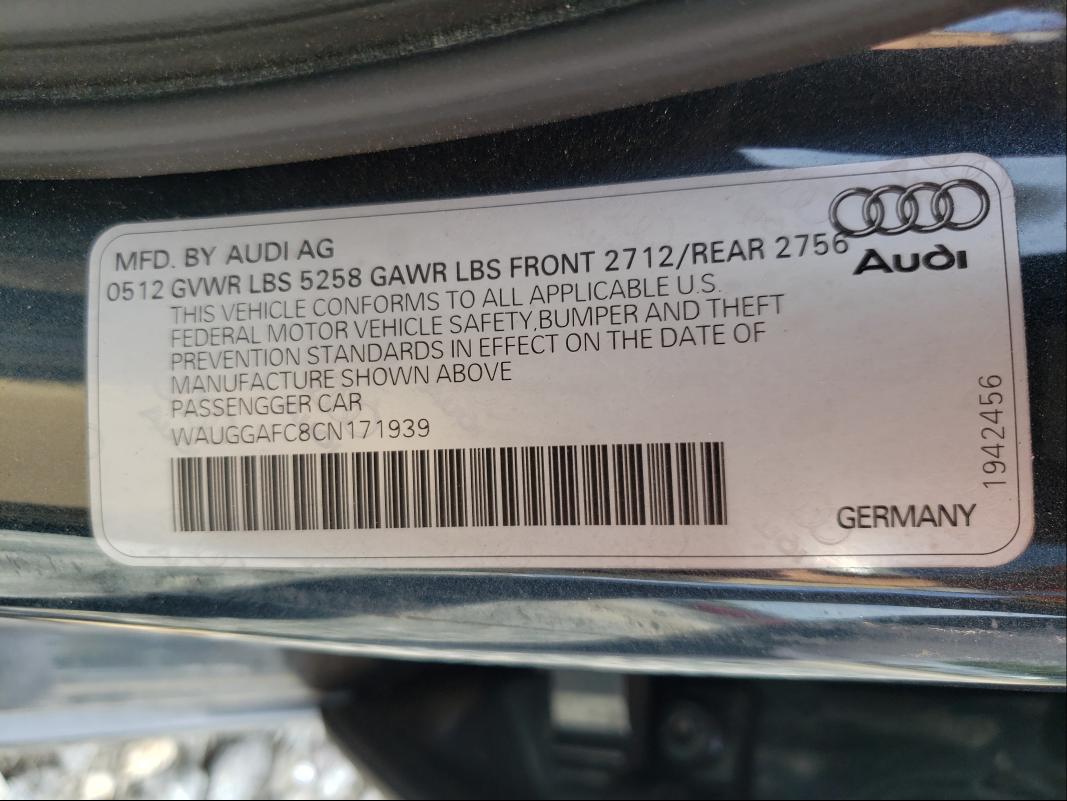 MFD. BY AUDI AG
0512 GVWR LBS 5258 GAWR LBS FRONT 2712/REAR 2756
THIS VEHICLE CONFORMS TO ALL APPLICABLE U.S.
FEDERAL MOTOR VEHICLE SAFETY,BUMPER AND THEFT
PREVENTION STANDARDS IN EFFECT ON THE DATE OF
MANUFACTURE SHOWN ABOVE
PASSENGGER CAR
WAUGGAFC8CN171939
Audi
1942456
GERMANY